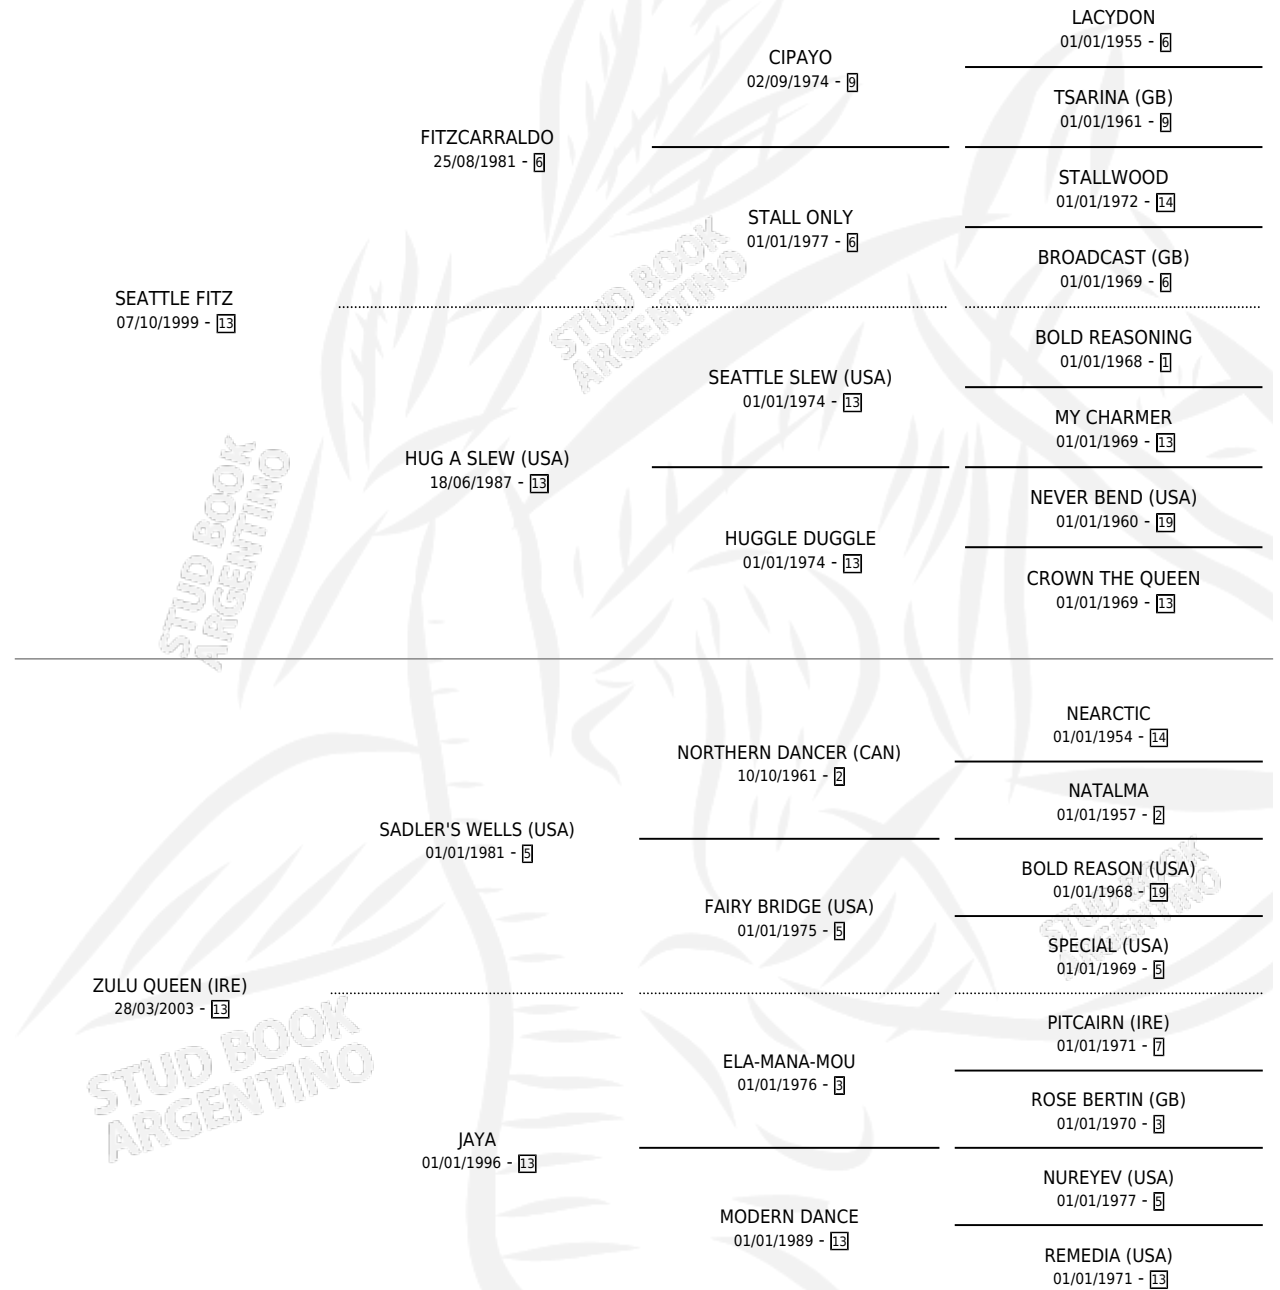 LACYDON
01/01/1955 - 6
CIPAYO
02/09/1974 - 9
TSARINA (GB)
01/01/1961 - 9
FITZCARRALDO
25/08/1981 - 6
STALLWOOD
01/01/1972 - 14
STALL ONLY
01/01/1977 - 6
BROADCAST (GB)
01/01/1969 - 6
SEATTLE FITZ
07/10/1999 - 13
BOLD REASONING
01/01/1968 - 1
SEATTLE SLEW (USA)
01/01/1974 - 13
MY CHARMER
01/01/1969 - 13
HUG A SLEW (USA)
18/06/1987 - 13
NEVER BEND (USA)
01/01/1960 - 19
HUGGLE DUGGLE
01/01/1974 - 13
CROWN THE QUEEN
01/01/1969 - 13
NEARCTIC
01/01/1954 - 14
NORTHERN DANCER (CAN)
10/10/1961 - 2
NATALMA
01/01/1957 - 2
SADLER'S WELLS (USA)
01/01/1981 - 5
BOLD REASON (USA)
01/01/1968 - 19
FAIRY BRIDGE (USA)
01/01/1975 - 5
SPECIAL (USA)
01/01/1969 - 5
ZULU QUEEN (IRE)
28/03/2003 - 13
PITCAIRN (IRE)
01/01/1971 - 7
ELA-MANA-MOU
01/01/1976 - 3
ROSE BERTIN (GB)
01/01/1970 - 3
JAYA
01/01/1996 - 13
NUREYEV (USA)
01/01/1977 - 5
MODERN DANCE
01/01/1989 - 13
REMEDIA (USA)
01/01/1971 - 13
STUD BOOK
ARGENTINO
STUD BOOK
ARGENTINO
STUD BOOK
ARGENTINO
STUD BOOK
ARGENTINO